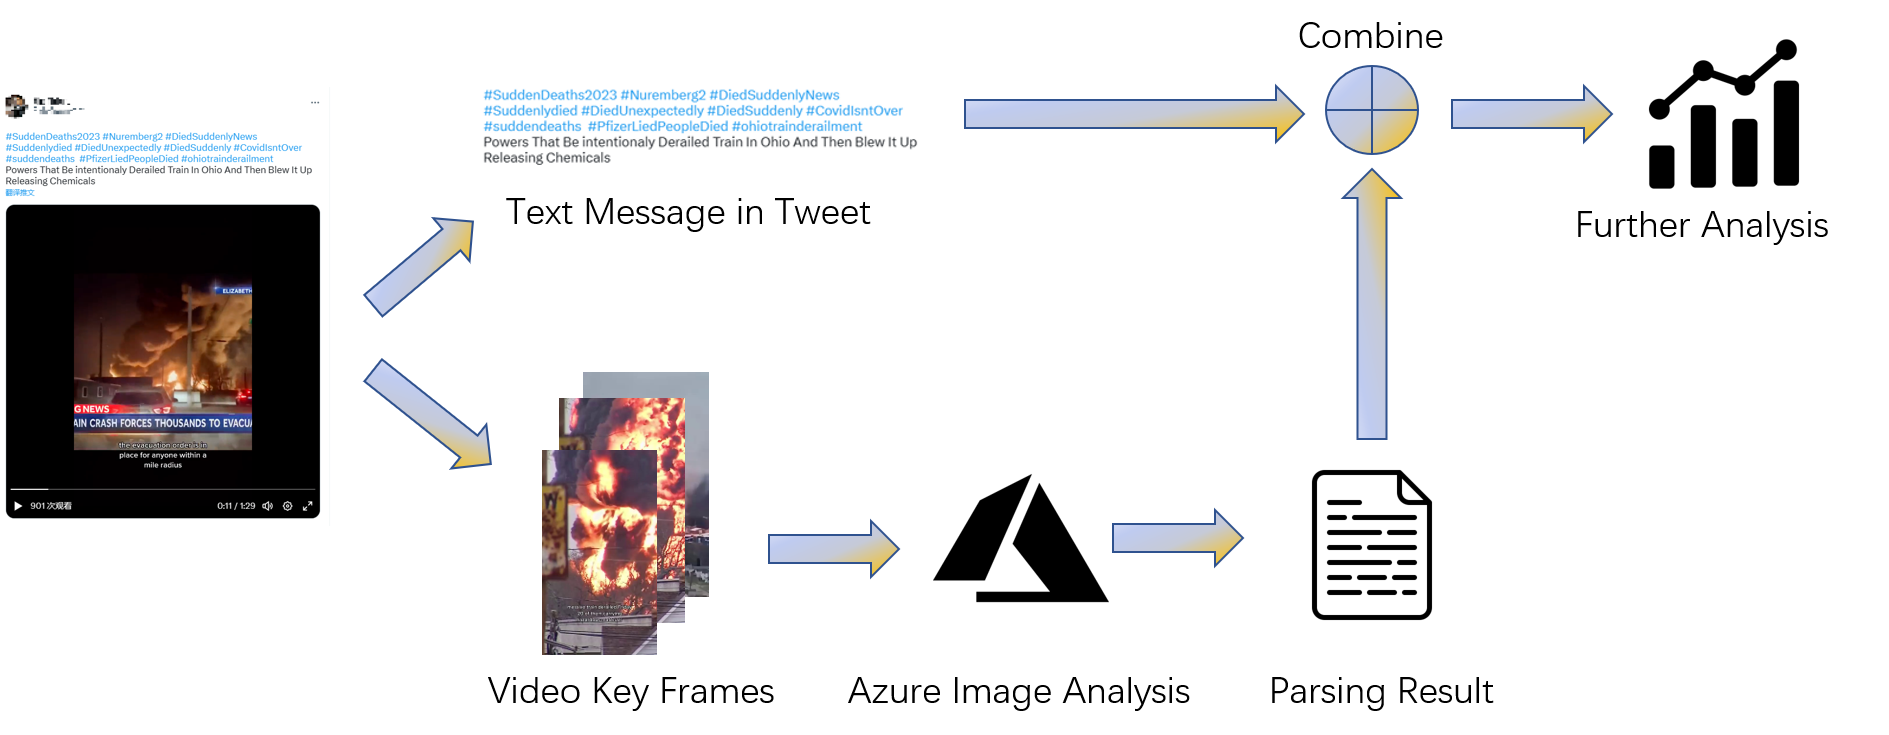 #SuddenDeaths2023 #Nuremberg2 #DiedSuddenlyNews
#Suddenlydied #DiedUnexpectedly #DiedSuddenly #CovidIsntOver
#suddendeaths #PfizerLiedPeopleDied #ohiotrainderailment
Powers That Be intentionaly Derailed Train In Ohio And Then Blew It Up
Releasing Chemicals
翻译推文
ELIZABETH
G NEWS
AIN CRASH FORCES THOUSANDS TO EVACUA
the evacuation order is in
place for anyone within a
mile radius
901 次观看
0:11 / 1:29
#SuddenDeaths2023 #Nuremberg2 #DiedSuddenlyNews
#Suddenlydied #DiedUnexpectedly #DiedSuddenly #CovidIsntOver
#suddendeaths #PfizerLiedPeopleDied #ohiotrainderailment
Powers That Be intentionaly Derailed Train In Ohio And Then Blew It Up
Releasing Chemicals
Text Message in Tweet
Combine
Further Analysis
Video Key Frames
Azure Image Analysis
Parsing Result